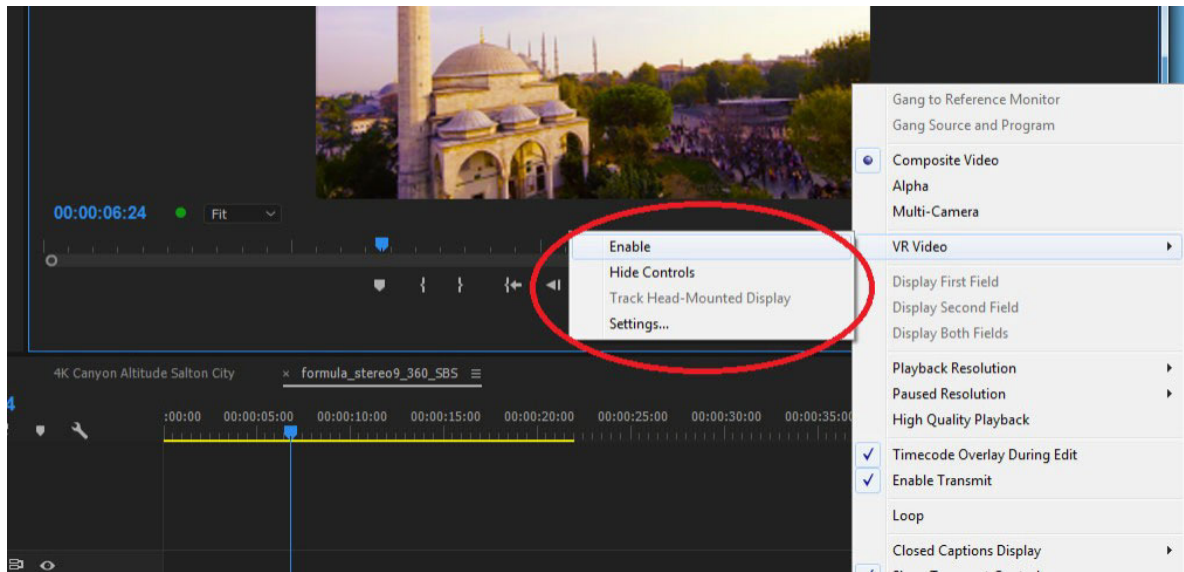 Gang to Reference Monitor
Gang Source and Program
Composite Video
Alpha
Multi-Camera
VR Video
Display First Field
Display Second Field
Display Both Fields
Playback Resolution
Paused Resolution
High Quality Playback
Timecode Overlay During Edit
Enable Transmit
Loop
Closed Captions Display
00:00:06:24 Fit
Enable
Hide Controls
Track Head-Mounted Display
Settings...
4K Canyon Altitude Salton City × formula_stereo9_360_SBS
:00:00 00:00:05:00 00:00:10:00 00:00:15:00 00:00:20:00 00:00:25:00 00:00:30:00 00:00:35:00